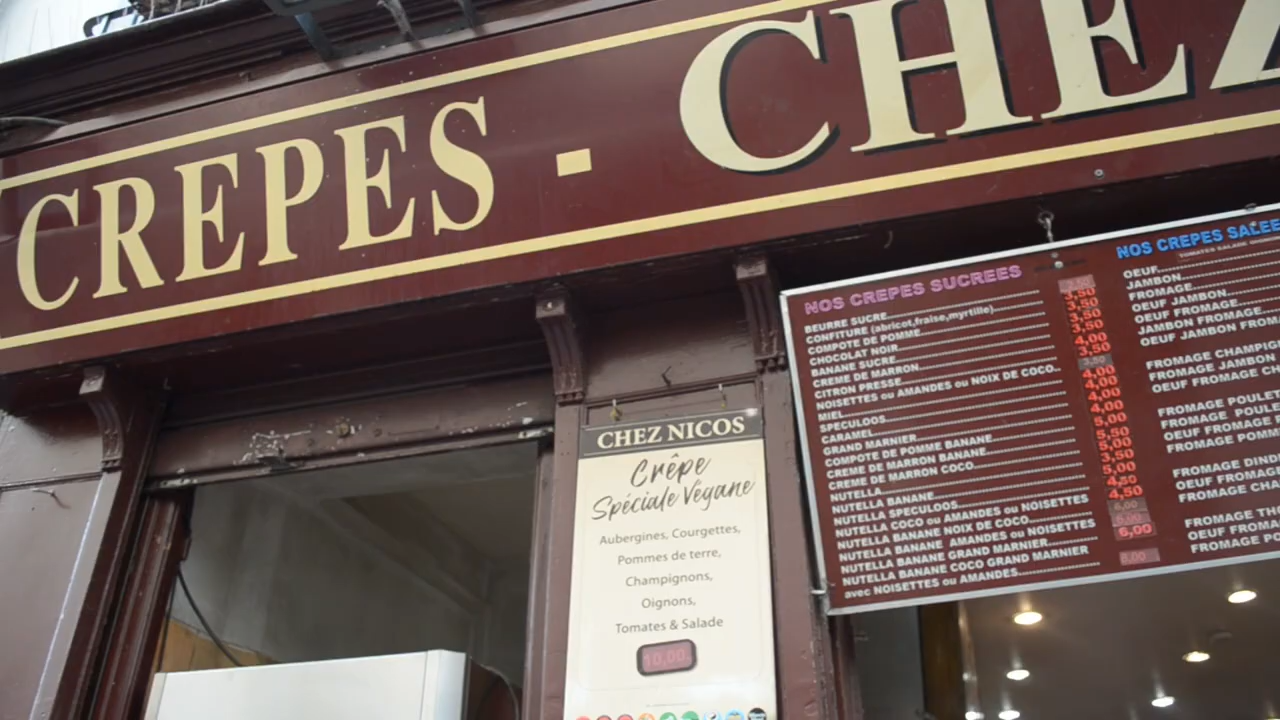 CREPES - CHEZ
CHEZ NICOS
Crêpe
Spéciale Végane
Aubergines, Courgettes,
Pommes de terre,
Champignons,
Oignons,
Tomates & Salade
10,00
NOS CREPES SUCREES
BEURRE SUCRE
CONFITURE (abricot,fraise,myrtille)
COMPOTE DE POMME
CHOCOLAT NOIR
BANANE SUCRE
CREME DE MARRON
CITRON PRESSE
NOISETTES ou AMANDES ou NOIX DE COCO
MIEL
SPECULOOS
CARAMEL
GRAND MARNIER
COMPOTE DE POMME BANANE
CREME DE MARRON BANANE
CREME DE MARRON COCO
NUTELLA
NUTELLA BANANE
NUTELLA SPECULOOS
NUTELLA COCO ou AMANDES ou NOISETTES
NUTELLA BANANE NOIX DE COCO
NUTELLA BANANE AMANDES ou NOISETTES
NUTELLA BANANE GRAND MARNIER
NUTELLA BANANE COCO GRAND MARNIER
avec NOISETTES ou AMANDES
3,50
3,50
3,50
3,50
4,00
3,50
3,50
4,00
4,00
4,00
4,00
5,00
5,50
5,00
3,50
5,00
4,50
4,50
6,00
6,00
8,00
NOS CREPES SALEE
OEUF
JAMBON
FROMAGE
OEUF JAMBON
OEUF FROMAGE
JAMBON FROMAGE
OEUF JAMBON FROM
FROMAGE CHAMPIG
FROMAGE JAMBON
OEUF FROMAGE CH
FROMAGE POULET
FROMAGE POULE
OEUF FROMAGE
FROMAGE POMM
FROMAGE DIND
OEUF FROMAG
FROMAGE CHA
FROMAGE TH
OEUF FROMA
FROMAGE PO